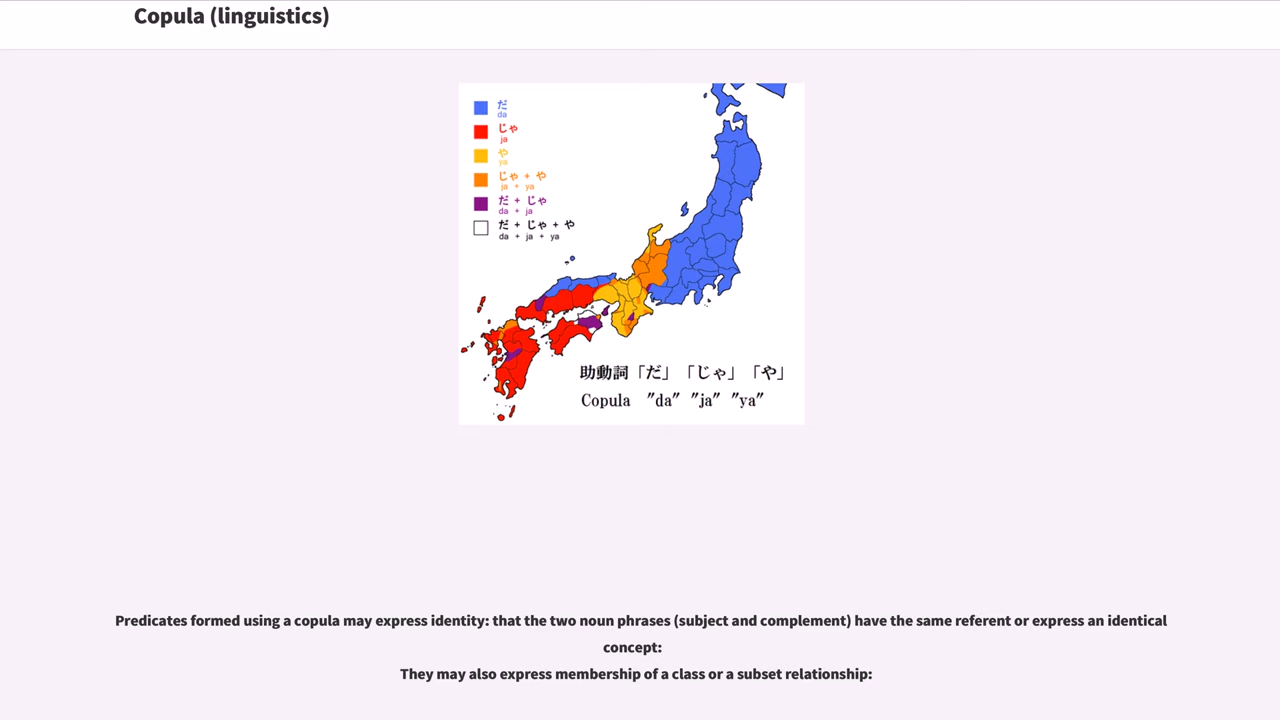 Copula (linguistics)
だ
da
じゃ
ja
や
ya
じゃ + や
ja + ya
だ + じゃ
da + ja
だ + じゃ + や
da + ja + ya
助動詞「だ」「じゃ」「や」
Copula "da" "ja" "ya"
Predicates formed using a copula may express identity: that the two noun phrases (subject and complement) have the same referent or express an identical
concept:
They may also express membership of a class or a subset relationship: